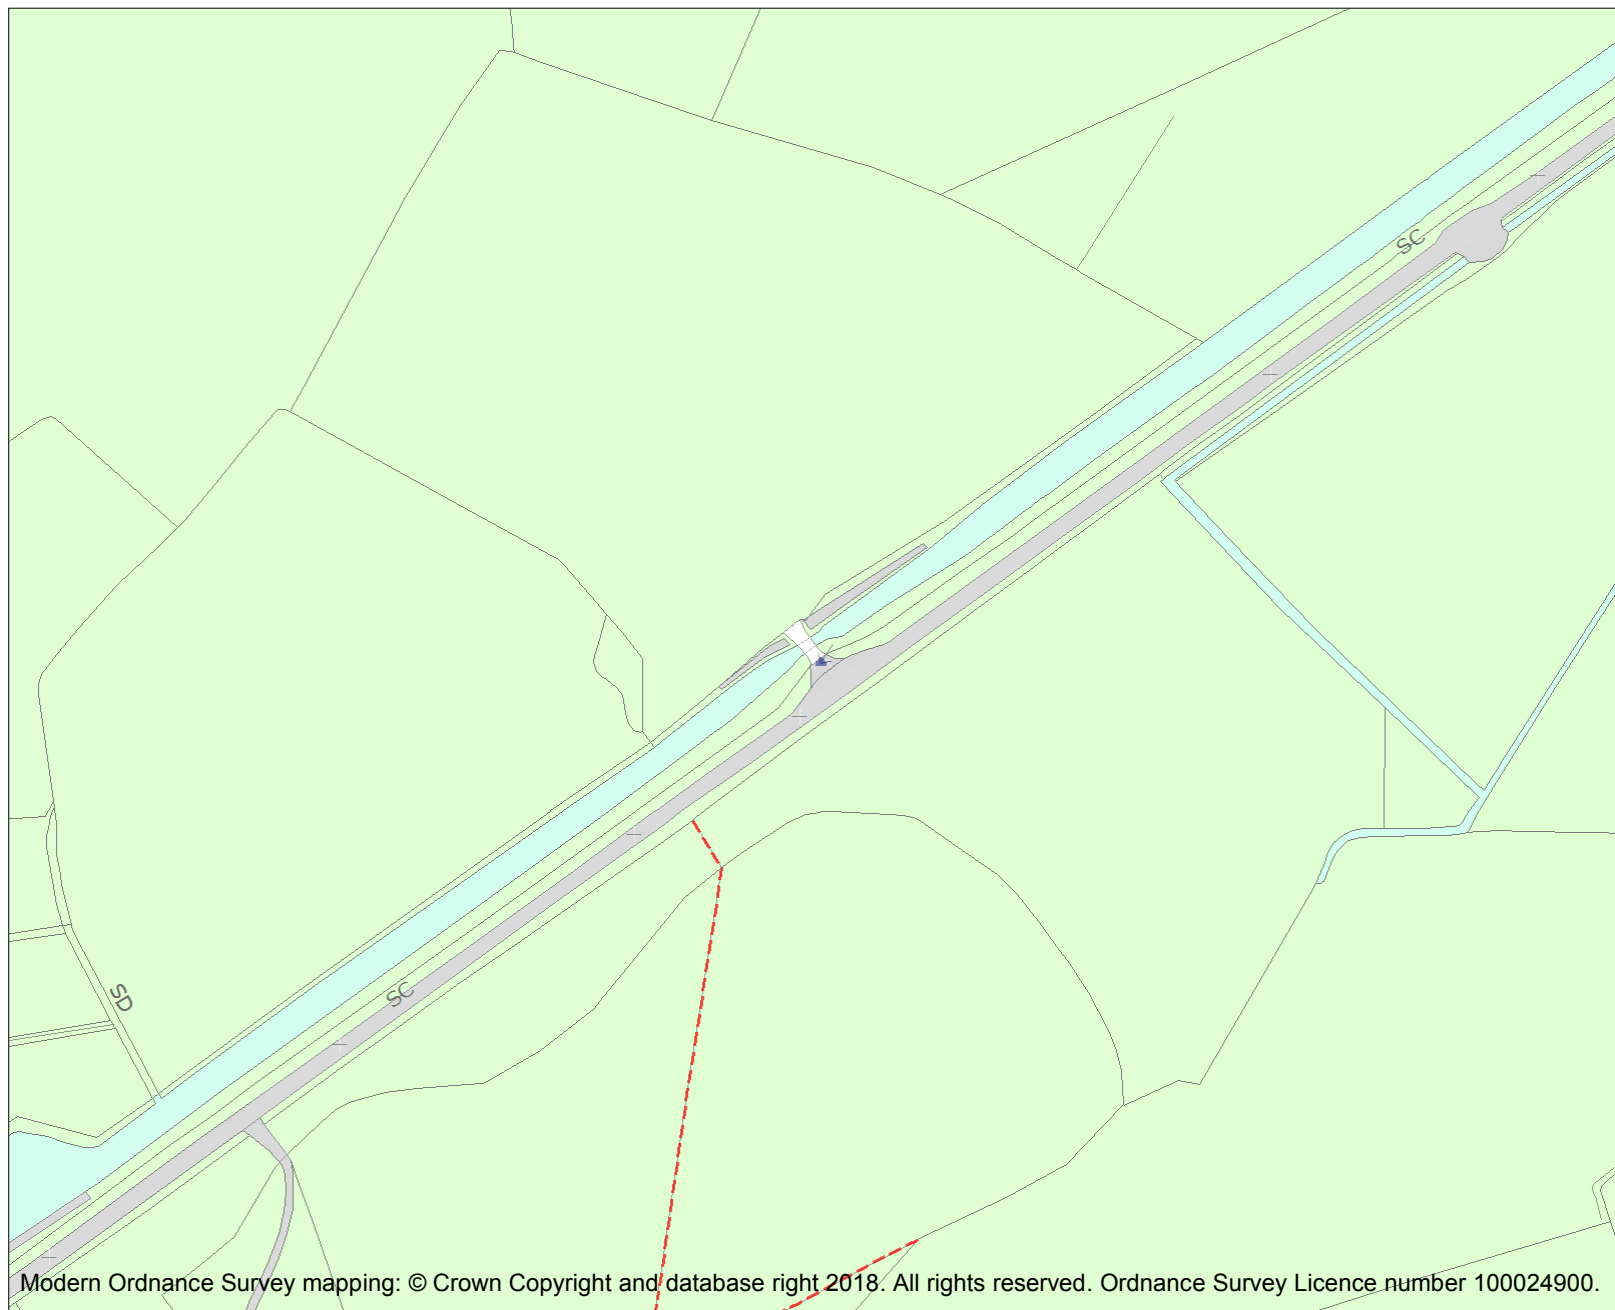 SC
SC
SD
Modern Ordnance Survey mapping: © Crown Copyright and database right 2018. All rights reserved. Ordnance Survey Licence number 100024900.